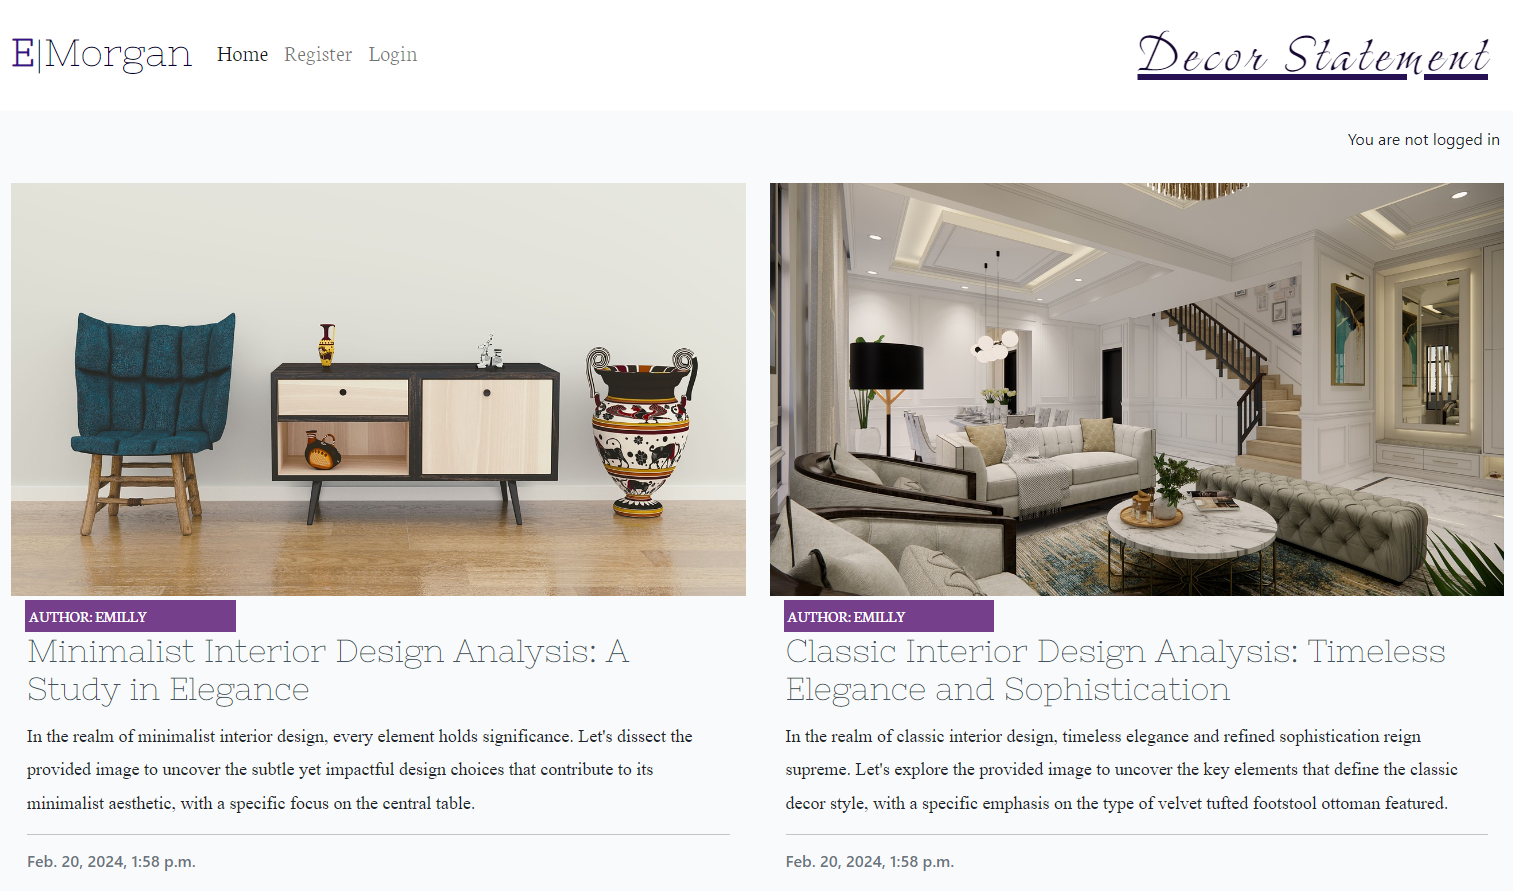 E|Morgan Home Register Login Decor Statement
You are not logged in
AUTHOR: EMILLY
Minimalist Interior Design Analysis: A
Study in Elegance
In the realm of minimalist interior design, every element holds significance. Let's dissect the
provided image to uncover the subtle yet impactful design choices that contribute to its
minimalist aesthetic, with a specific focus on the central table.
Feb. 20, 2024, 1:58 p.m.
AUTHOR: EMILLY
Classic Interior Design Analysis: Timeless
Elegance and Sophistication
In the realm of classic interior design, timeless elegance and refined sophistication reign
supreme. Let's explore the provided image to uncover the key elements that define the classic
decor style, with a specific emphasis on the type of velvet tufted footstool ottoman featured.
Feb. 20, 2024, 1:58 p.m.